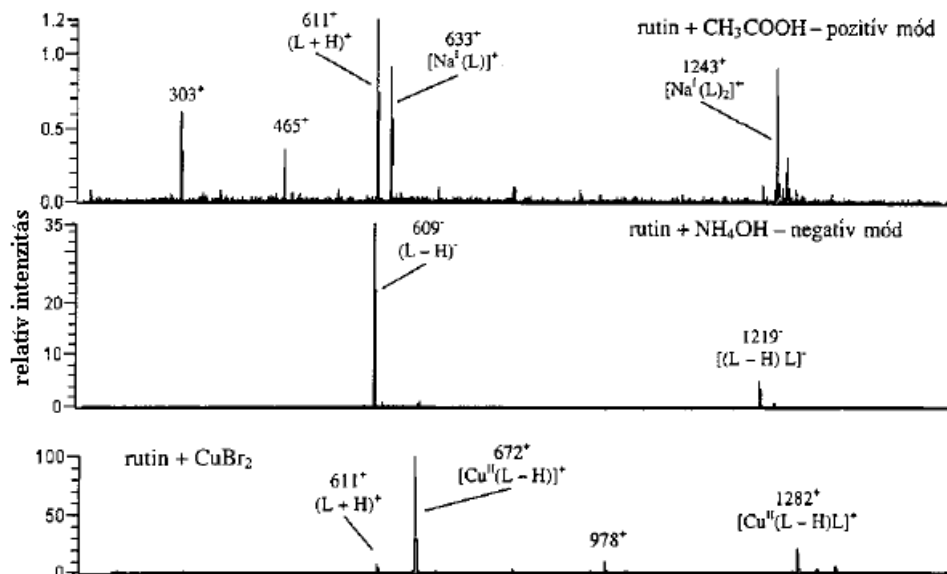 relatív intenzitás
rutin + CH₃COOH – pozitív mód
1.2
1.0
0.5
0.0
303⁺
465⁺
611⁺
(L + H)⁺
633⁺
[Naᴵ(L)]⁺
1243⁺
[Naᴵ(L)₂]⁺
rutin + NH₄OH – negatív mód
35
20
10
0
609⁻
(L – H)⁻
1219⁻
[(L – H) L]⁻
rutin + CuBr₂
100
50
0
611⁺
(L + H)⁺
672⁺
[Cuᴵᴵ(L – H)]⁺
978⁺
1282⁺
[Cuᴵᴵ(L – H)L]⁺